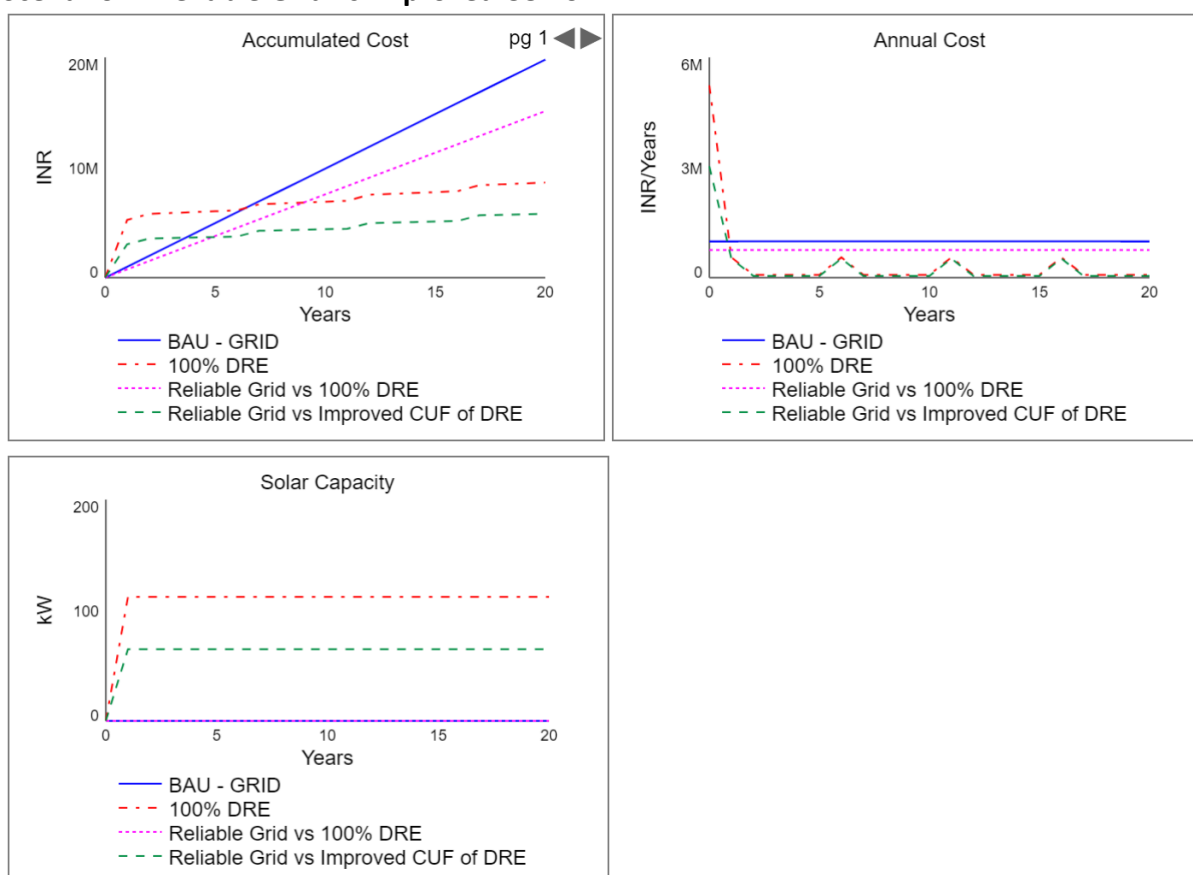 Accumulated Cost
pg 1
20M
10M
0
INR
0
5
10
15
20
Years
BAU - GRID
100% DRE
Reliable Grid vs 100% DRE
Reliable Grid vs Improved CUF of DRE
Annual Cost
6M
3M
0
INR/Years
0
5
10
15
20
Years
BAU - GRID
100% DRE
Reliable Grid vs 100% DRE
Reliable Grid vs Improved CUF of DRE
Solar Capacity
200
100
0
kW
0
5
10
15
20
Years
BAU - GRID
100% DRE
Reliable Grid vs 100% DRE
Reliable Grid vs Improved CUF of DRE